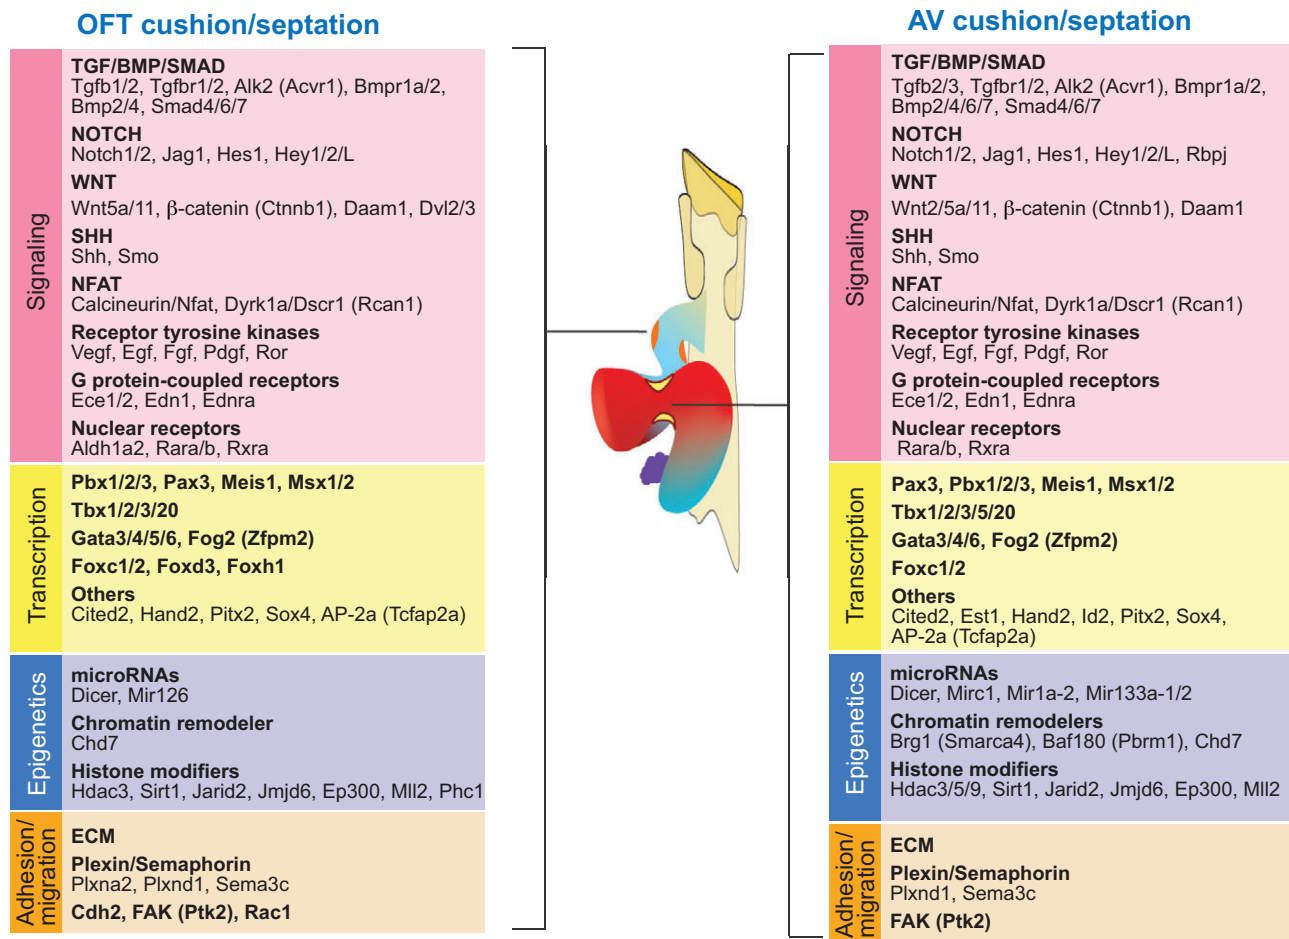 OFT cushion/septation
Signaling
TGF/BMP/SMAD
Tgfb1/2, Tgfbr1/2, Alk2 (Acvr1), Bmpr1a/2,
Bmp2/4, Smad4/6/7
NOTCH
Notch1/2, Jag1, Hes1, Hey1/2/L
WNT
Wnt5a/11, β-catenin (Ctnnb1), Daam1, Dvl2/3
SHH
Shh, Smo
NFAT
Calcineurin/Nfat, Dyrk1a/Dscr1 (Rcan1)
Receptor tyrosine kinases
Vegf, Egf, Fgf, Pdgf, Ror
G protein-coupled receptors
Ece1/2, Edn1, Ednra
Nuclear receptors
Aldh1a2, Rara/b, Rxra
Transcription
Pbx1/2/3, Pax3, Meis1, Msx1/2
Tbx1/2/3/20
Gata3/4/5/6, Fog2 (Zfpm2)
Foxc1/2, Foxd3, Foxh1
Others
Cited2, Hand2, Pitx2, Sox4, AP-2a (Tcfap2a)
Epigenetics
microRNAs
Dicer, Mir126
Chromatin remodeler
Chd7
Histone modifiers
Hdac3, Sirt1, Jarid2, Jmjd6, Ep300, Mll2, Phc1
Adhesion/
migration
ECM
Plexin/Semaphorin
Plxna2, Plxnd1, Sema3c
Cdh2, FAK (Ptk2), Rac1
AV cushion/septation
Signaling
TGF/BMP/SMAD
Tgfb2/3, Tgfbr1/2, Alk2 (Acvr1), Bmpr1a/2,
Bmp2/4/6/7, Smad4/6/7
NOTCH
Notch1/2, Jag1, Hes1, Hey1/2/L, Rbpj
WNT
Wnt2/5a/11, β-catenin (Ctnnb1), Daam1
SHH
Shh, Smo
NFAT
Calcineurin/Nfat, Dyrk1a/Dscr1 (Rcan1)
Receptor tyrosine kinases
Vegf, Egf, Fgf, Pdgf, Ror
G protein-coupled receptors
Ece1/2, Edn1, Ednra
Nuclear receptors
Rara/b, Rxra
Transcription
Pax3, Pbx1/2/3, Meis1, Msx1/2
Tbx1/2/3/5/20
Gata3/4/6, Fog2 (Zfpm2)
Foxc1/2
Others
Cited2, Est1, Hand2, Id2, Pitx2, Sox4,
AP-2a (Tcfap2a)
Epigenetics
microRNAs
Dicer, Mirc1, Mir1a-2, Mir133a-1/2
Chromatin remodelers
Brg1 (Smarca4), Baf180 (Pbrm1), Chd7
Histone modifiers
Hdac3/5/9, Sirt1, Jarid2, Jmjd6, Ep300, Mll2
Adhesion/
migration
ECM
Plexin/Semaphorin
Plxnd1, Sema3c
FAK (Ptk2)